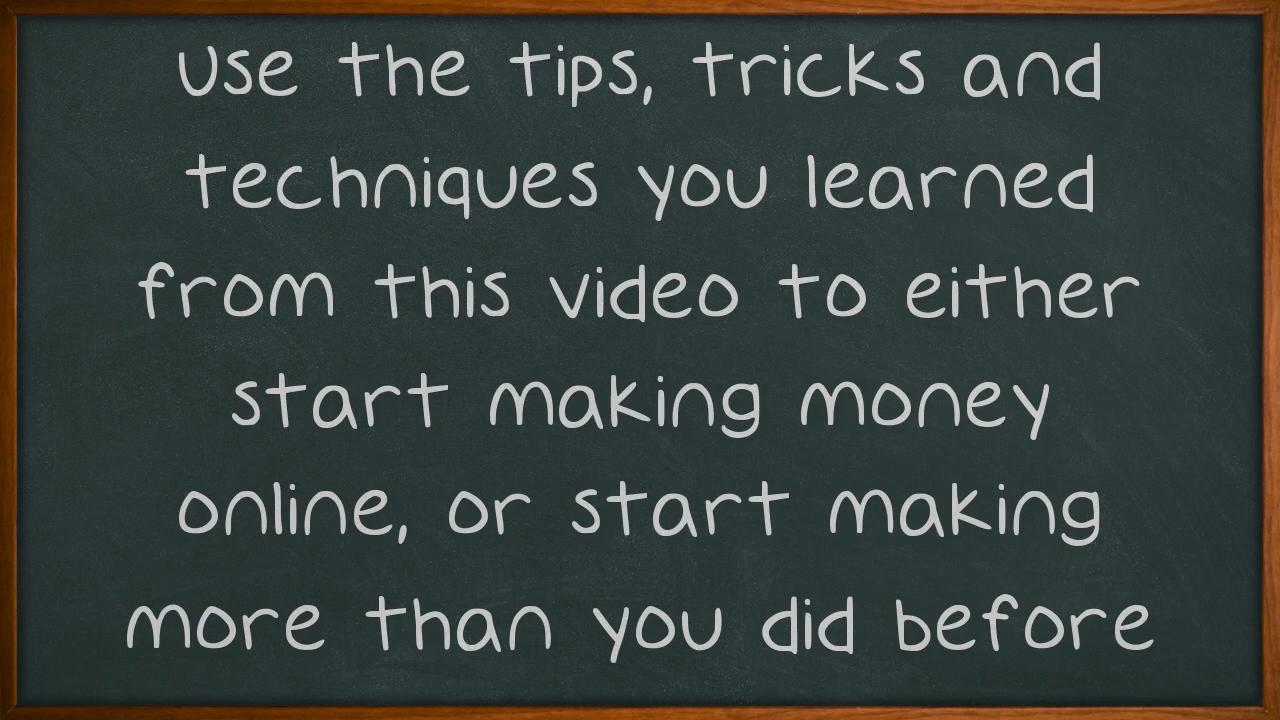 Use the tips, tricks and
techniques you learned
from this video to either
start making money
online, or start making
more than you did before